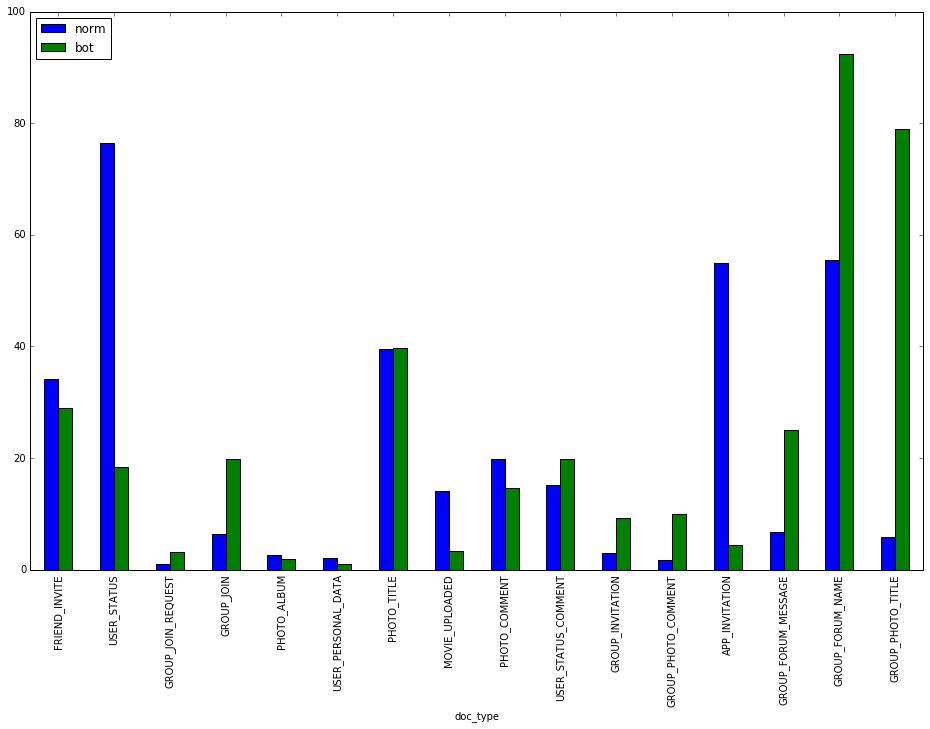 100
80
60
40
20
0
norm
bot
FRIEND_INVITE
USER_STATUS
GROUP_JOIN_REQUEST
GROUP_JOIN
PHOTO_ALBUM
USER_PERSONAL_DATA
PHOTO_TITLE
MOVIE_UPLOADED
PHOTO_COMMENT
USER_STATUS_COMMENT
GROUP_INVITATION
GROUP_PHOTO_COMMENT
APP_INVITATION
GROUP_FORUM_MESSAGE
GROUP_FORUM_NAME
GROUP_PHOTO_TITLE
doc_type